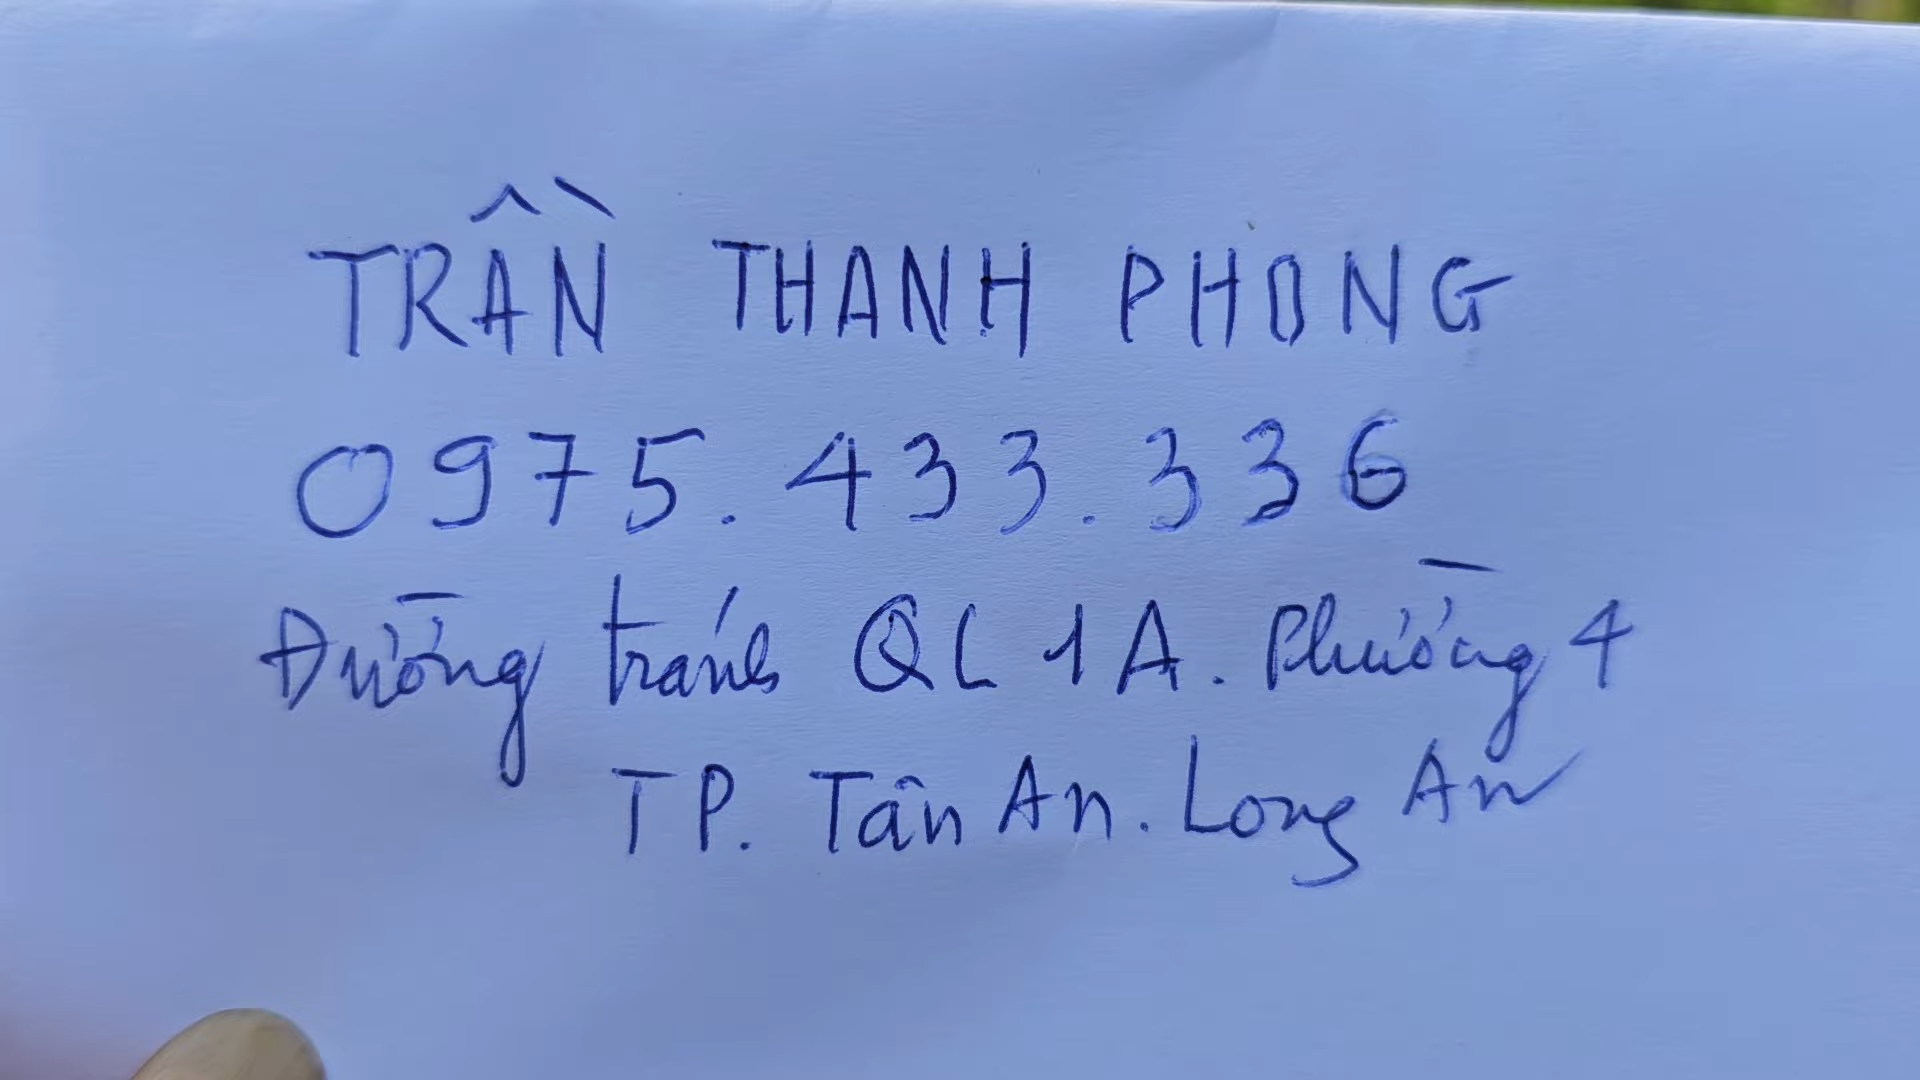 TRẦN THANH PHONG
0975.433.336
Đường tránh QL 1A. Phường 4
TP. Tân An. Long An